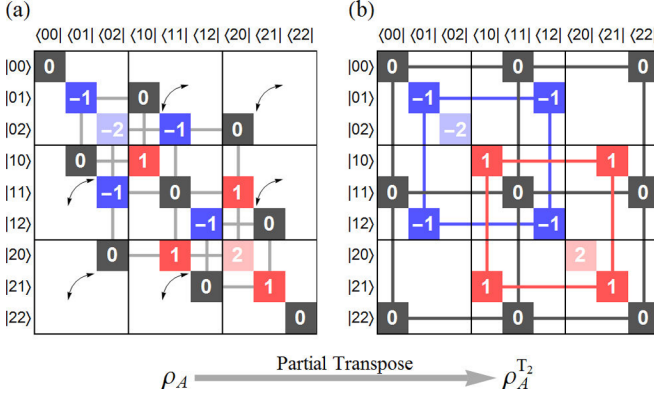 (a)
⟨00| ⟨01| ⟨02| ⟨10| ⟨11| ⟨12| ⟨20| ⟨21| ⟨22|
|00⟩ 0
|01⟩ −1 0
|02⟩ −2 −1 0
|10⟩ 0 1
|11⟩ −1 0 1
|12⟩ −1 0
|20⟩ 0 1 2
|21⟩ 0 1
|22⟩ 0
(b)
⟨00| ⟨01| ⟨02| ⟨10| ⟨11| ⟨12| ⟨20| ⟨21| ⟨22|
|00⟩ 0 0 0
|01⟩ −1 −1
|02⟩ −2
|10⟩ 1 1
|11⟩ 0 0 0
|12⟩ −1 −1
|20⟩ 2
|21⟩ 1 1
|22⟩ 0 0 0
Partial Transpose
ρ_A ρ_A^{T₂}